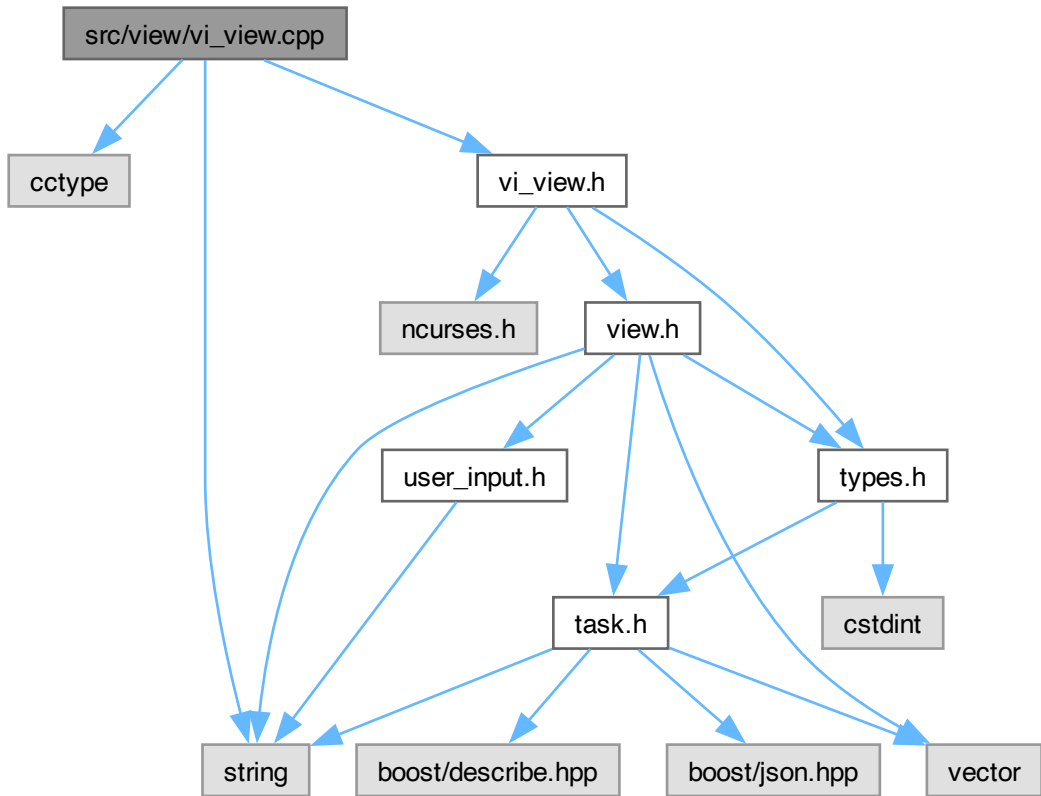 src/view/vi_view.cpp
cctype
vi_view.h
ncurses.h
view.h
user_input.h
types.h
task.h
cstdint
string
boost/describe.hpp
boost/json.hpp
vector